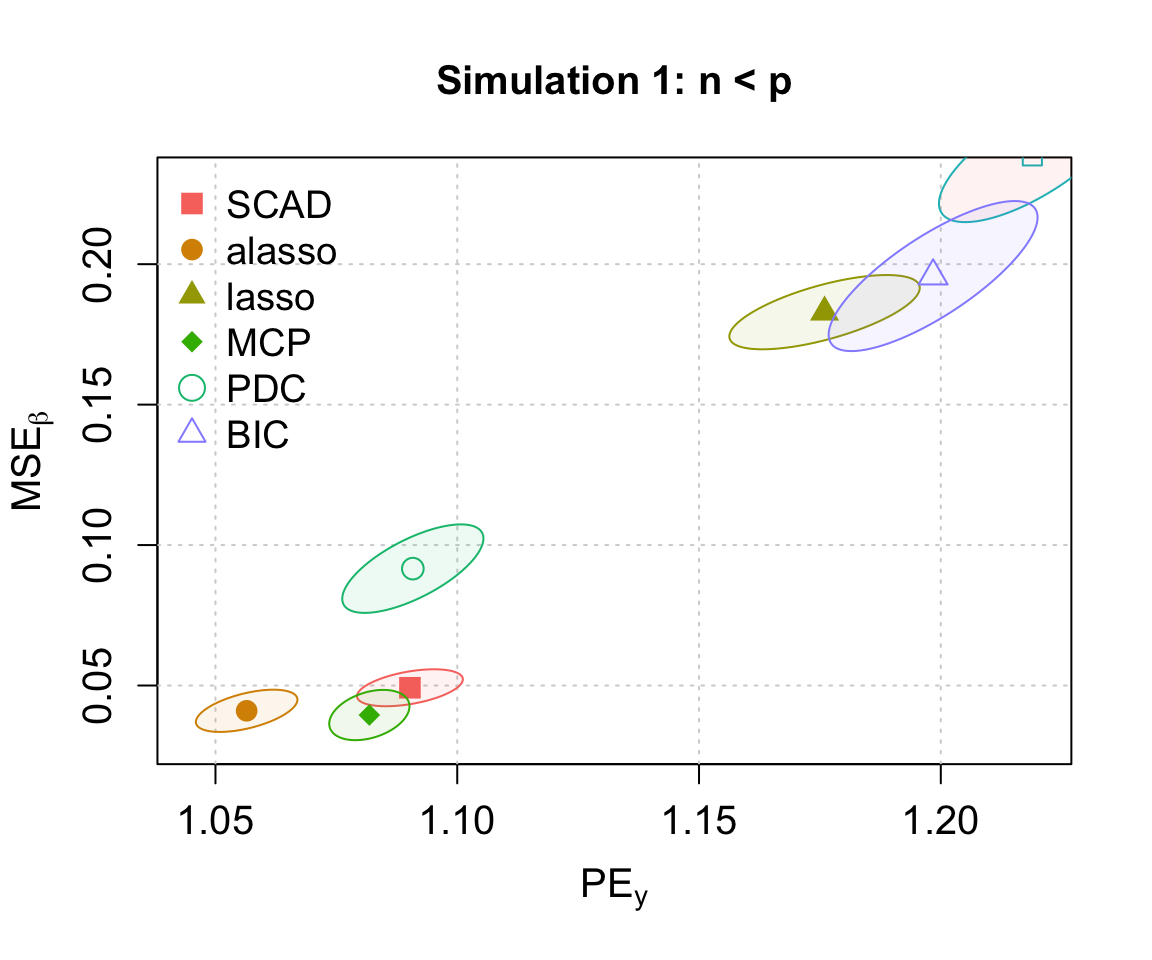 Simulation 1: n < p
SCAD
alasso
lasso
MCP
PDC
BIC
0.20
0.15
0.10
0.05
MSEβ
1.05 1.10 1.15 1.20
PEy